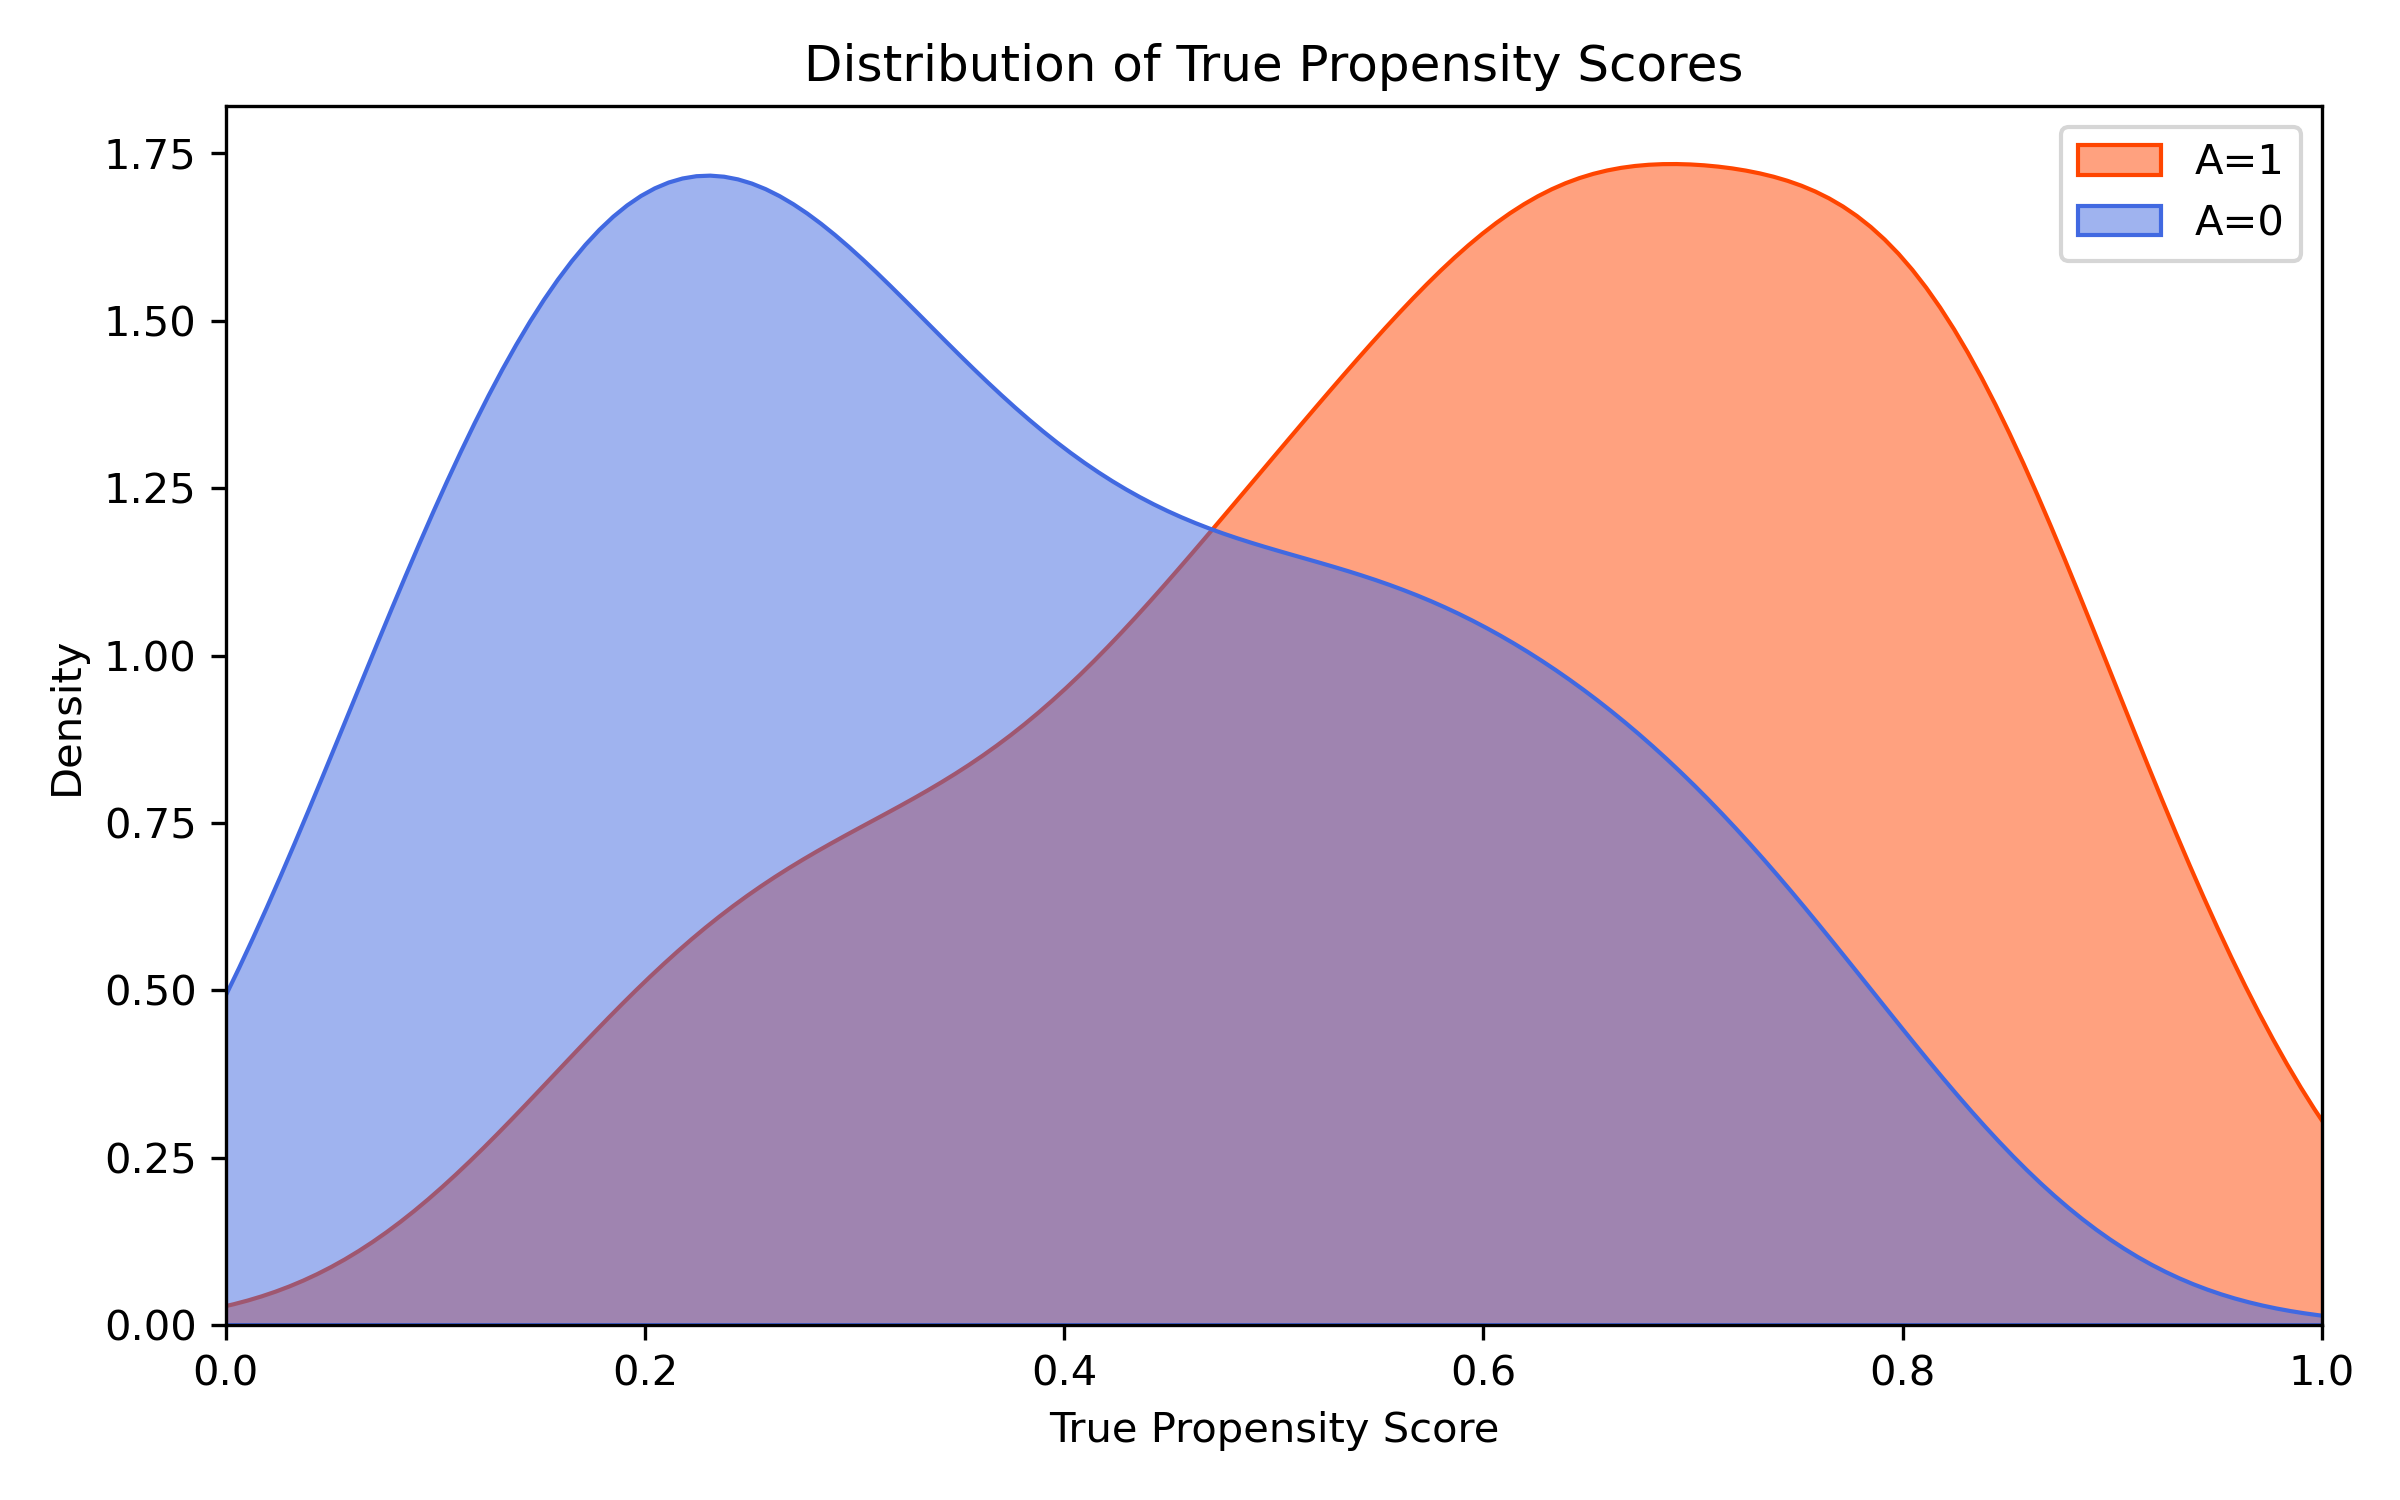 Distribution of True Propensity Scores
A=1
A=0
Density
1.75
1.50
1.25
1.00
0.75
0.50
0.25
0.00
0.0 0.2 0.4 0.6 0.8 1.0
True Propensity Score